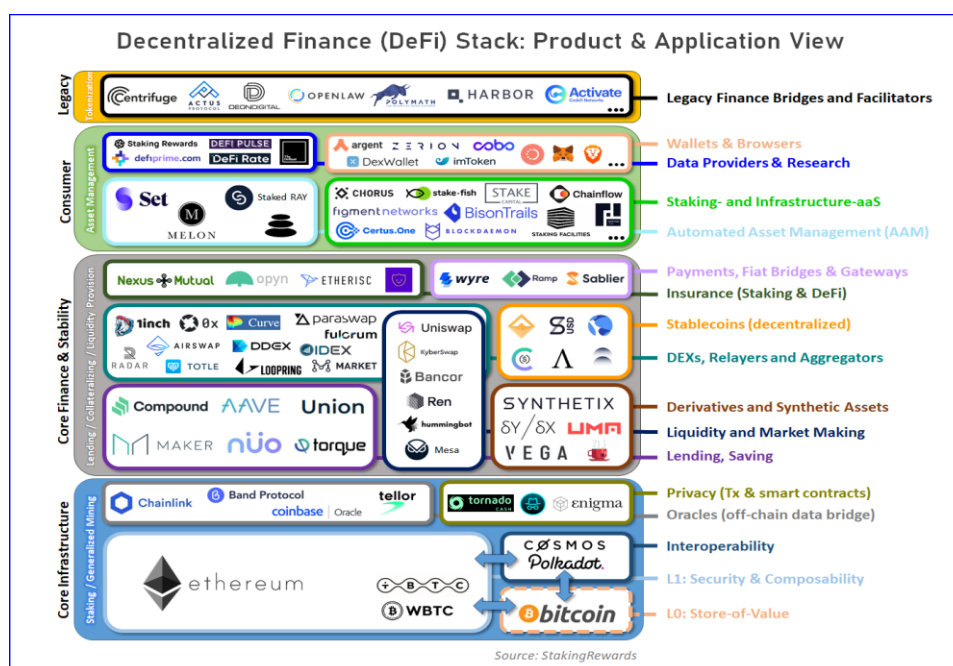 Decentralized Finance (DeFi) Stack: Product & Application View
Legacy
Tokenization
Centrifuge
ACTUS PROTOCOL
DEONDIGITAL
OPENLAW
POLYMATH
HARBOR
Activate
...
Legacy Finance Bridges and Facilitators
Consumer
Asset Management
Staking Rewards
DEFI PULSE
defiprime.com
DeFi Rate
argent
ZERION
cobo
DexWallet
imToken
...
Wallets & Browsers
Data Providers & Research
Set
Staked RAY
M
MELON
CHORUS
stake·fish
STAKE CAPITAL
Chainflow
figment networks
BisonTrails
Certus.One
BLOCKDAEMON
STAKING FACILITIES
...
Staking- and Infrastructure-aaS
Automated Asset Management (AAM)
Core Finance & Stability
Lending / Collateralizing / Liquidity Provision
Nexus Mutual
opyn
ETHERISC
wyre
Ramp
Sablier
Payments, Fiat Bridges & Gateways
Insurance (Staking & DeFi)
1inch
0x
Curve
paraswap
fulcrum
AIRSWAP
DDEX
IDEX
RADAR
TOTLE
LOOPRING
MARKET
Uniswap
KyberSwap
Bancor
Ren
hummingbot
Mesa
S USD
Stablecoins (decentralized)
DEXs, Relayers and Aggregators
Compound
AAVE
Union
MAKER
nüo
torque
SYNTHETIX
δY/δX
UMA
VEGA
Derivatives and Synthetic Assets
Liquidity and Market Making
Lending, Saving
Core Infrastructure
Staking / Generalized Mining
Chainlink
Band Protocol
coinbase | Oracle
tellor
tornado
CASH
enigma
Privacy (Tx & smart contracts)
Oracles (off-chain data bridge)
ethereum
TBTC
WBTC
COSMOS
Polkadot.
bitcoin
Interoperability
L1: Security & Composability
L0: Store-of-Value
Source: StakingRewards